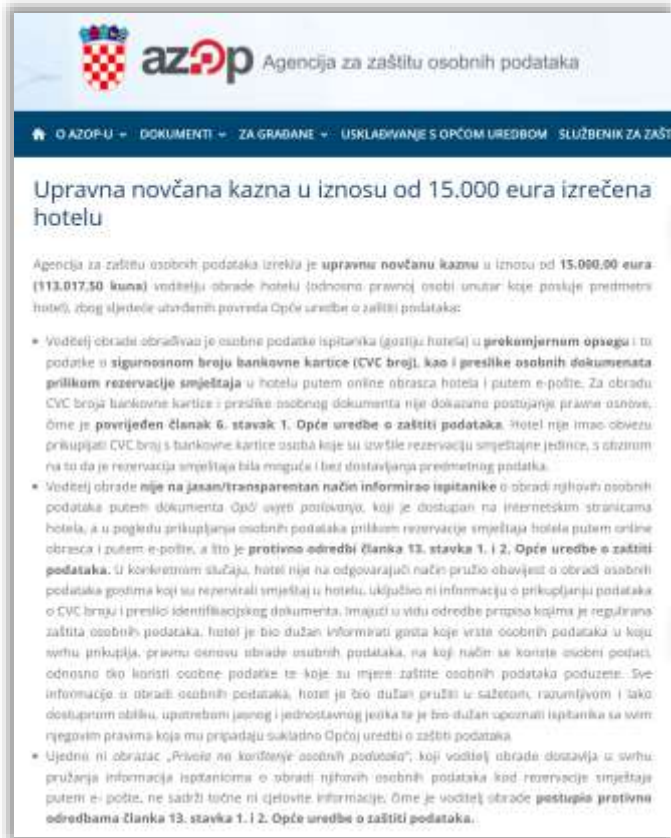 azop Agencija za zaštitu osobnih podataka
O AZOP-U DOKUMENTI ZA GRAĐANE USKLAĐIVANJE S OPĆOM UREDBOM SLUŽBENIK ZA ZAŠT
Upravna novčana kazna u iznosu od 15.000 eura izrečena
hotelu
Agencija za zaštitu osobnih podataka izrekla je upravnu novčanu kaznu u iznosu od 15.000,00 eura
(113.017,50 kuna) voditelju obrade hotelu (odnosno pravnoj osobi unutar koje posluje predmetni
hotel), zbog sljedeće utvrđenih povreda Opće uredbe o zaštiti podataka:
• Voditelj obrade obrađivao je osobne podatke ispitanika (gostiju hotela) u prekomjernom opsegu i to
podatke o sigurnosnom broju bankovne kartice (CVC broj), kao i preslike osobnih dokumenata
prilikom rezervacije smještaja u hotelu putem online obrasca hotela i putem e-pošte. Za obradu
CVC broja bankovne kartice i preslike osobnog dokumenta nije dokazano postojanje pravne osnove,
čime je povrijeđen članak 6. stavak 1. Opće uredbe o zaštiti podataka. Hotel nije imao obvezu
prikupljati CVC broj s bankovne kartice osoba koje su izvršile rezervaciju smještajne jedinice, s obzirom
na to da je rezervacija smještaja bila moguća i bez dostavljanja predmetnog podatka.
• Voditelj obrade nije na jasan/transparentan način informirao ispitanike o obradi njihovih osobnih
podataka putem dokumenta Opći uvjeti poslovanja, koji je dostupan na internetskim stranicama
hotela, a u pogledu prikupljanja osobnih podataka prilikom rezervacije smještaja hotela putem online
obrasca i putem e-pošte, a što je protivno odredbi članka 13. stavka 1. i 2. Opće uredbe o zaštiti
podataka. U konkretnom slučaju, hotel nije na odgovarajući način pružio obavijest o obradi osobnih
podataka gostima koji su rezervirali smještaj u hotelu, uključivo ni informaciju o prikupljanju podataka
o CVC broju i preslici identifikacijskog dokumenta. Imajući u vidu odredbe propisa kojima je regulirana
zaštita osobnih podataka, hotel je bio dužan informirati gosta koje vrste osobnih podataka u koju
svrhu prikuplja, pravnu osnovu obrade osobnih podataka, na koji način se koriste osobni podaci,
odnosno tko koristi osobne podatke te koje su mjere zaštite osobnih podataka poduzete. Sve
informacije o obradi osobnih podataka, hotel je bio dužan pružiti u sažetom, razumljivom i lako
dostupnom obliku, upotrebom jasnog i jednostavnog jezika te je bio dužan upoznati ispitanika sa svim
njegovim pravima koja mu pripadaju sukladno Općoj uredbi o zaštiti podataka.
• Ujedno ni obrazac „Privola na korištenje osobnih podataka“, koji voditelj obrade dostavlja u svrhu
pružanja informacija ispitanicima o obradi njihovih osobnih podataka kod rezervacije smještaja
putem e- pošte, ne sadrži točne ni cjelovite informacije, čime je voditelj obrade postupio protivno
odredbama članka 13. stavka 1. i 2. Opće uredbe o zaštiti podataka.